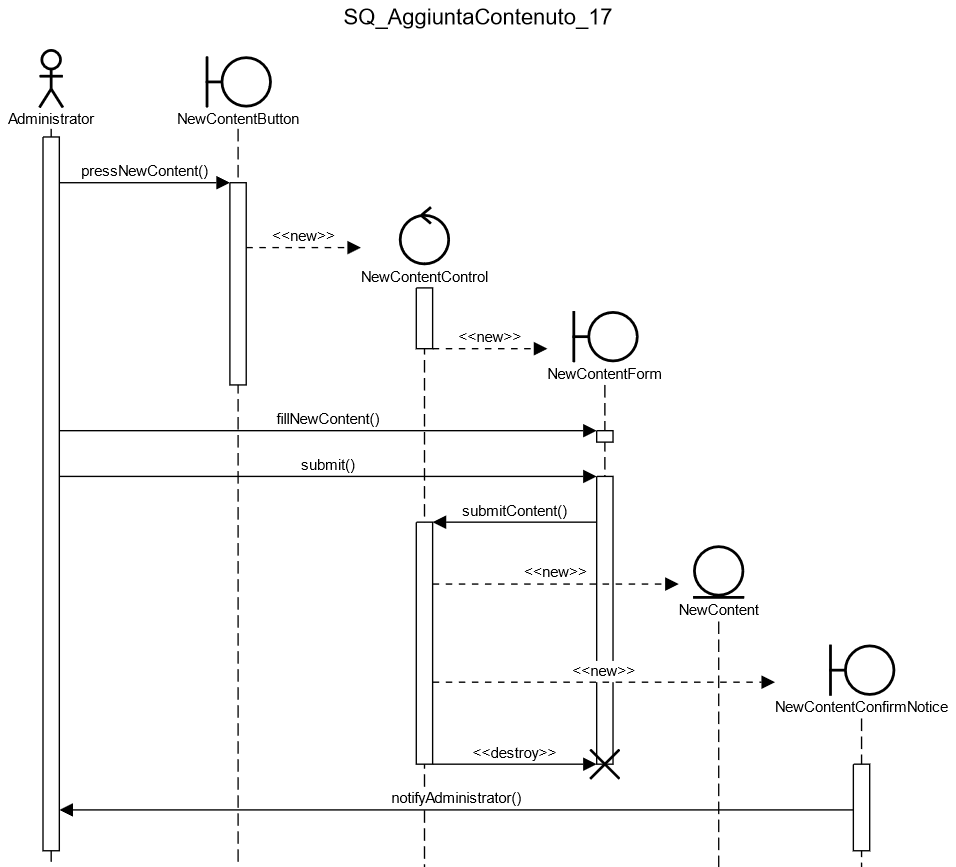 SQ_AggiuntaContenuto_17
Administrator
NewContentButton
pressNewContent()
<<new>>
NewContentControl
<<new>>
NewContentForm
fillNewContent()
submit()
submitContent()
<<new>>
NewContent
<<new>>
NewContentConfirmNotice
<<destroy>>
notifyAdministrator()